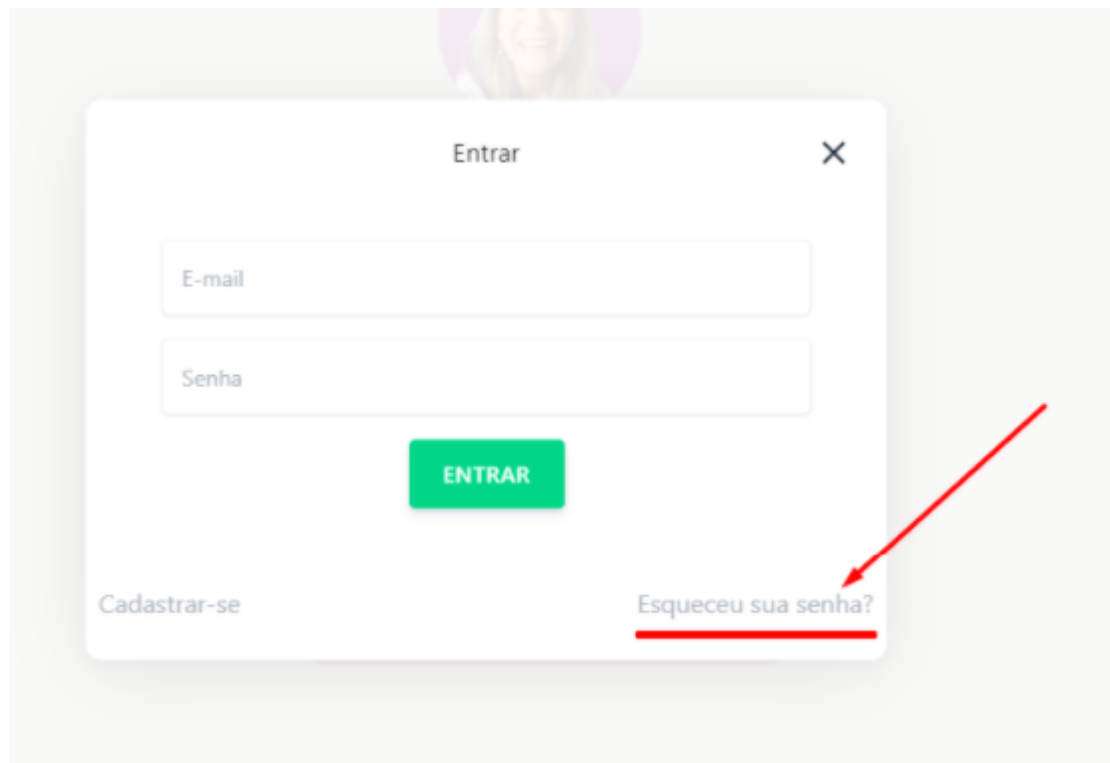 Entrar
E-mail
Senha
ENTRAR
Cadastrar-se
Esqueceu sua senha?